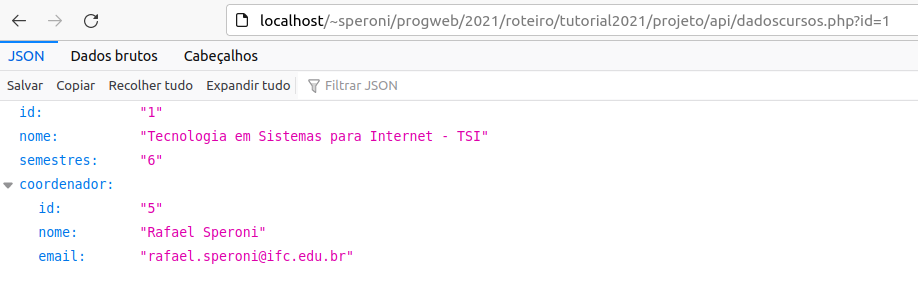 localhost/~speroni/progweb/2021/roteiro/tutorial2021/projeto/api/dadoscursos.php?id=1
JSON Dados brutos Cabeçalhos
Salvar Copiar Recolher tudo Expandir tudo Filtrar JSON
id: "1"
nome: "Tecnologia em Sistemas para Internet - TSI"
semestres: "6"
coordenador:
id: "5"
nome: "Rafael Speroni"
email: "rafael.speroni@ifc.edu.br"